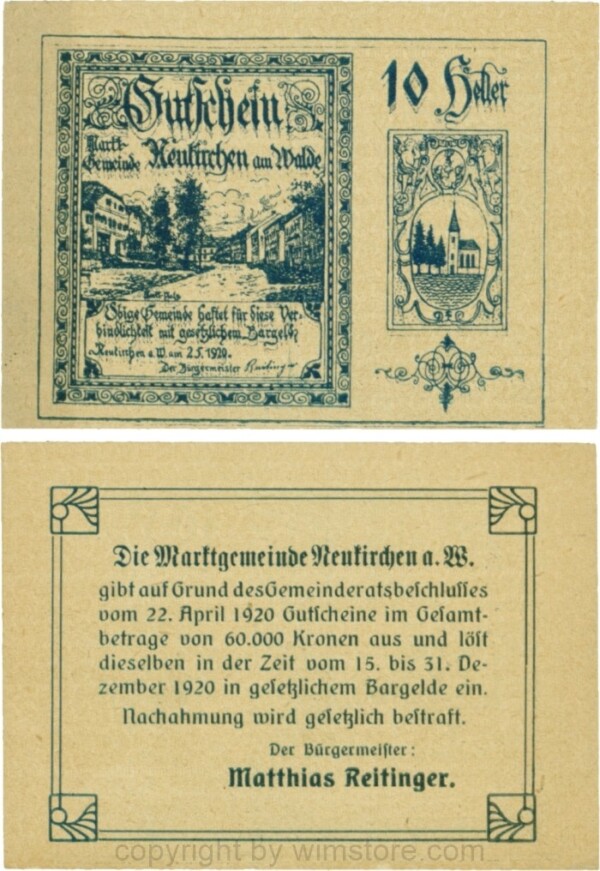 Gutschein
Markt-
Gemeinde Neukirchen am Walde
Obige Gemeinde haftet für diese Ver-
bindlichkeit mit gesetzlichem Bargeld.
Neukirchen a. W. am 2.5.1920.
Der Bürgermeister Reitinger
10 Heller
Die Marktgemeinde Neukirchen a. W.
gibt auf Grund des Gemeinderatsbeschlusses
vom 22. April 1920 Gutscheine im Gesamt-
betrage von 60.000 Kronen aus und löst
dieselben in der Zeit vom 15. bis 31. De-
zember 1920 in gesetzlichem Bargelde ein.
Nachahmung wird gesetzlich bestraft.
Der Bürgermeister:
Matthias Reitinger.
copyright by wimstore.com